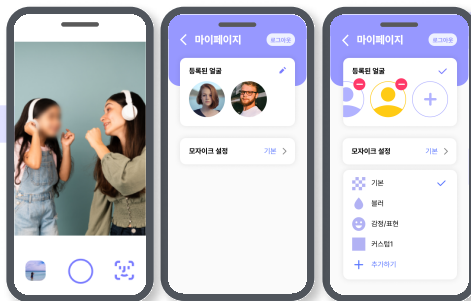 마이페이지
로그아웃
등록된 얼굴
모자이크 설정
기본
마이페이지
로그아웃
등록된 얼굴
모자이크 설정
기본
기본
블러
감정/표현
커스텀1
추가하기